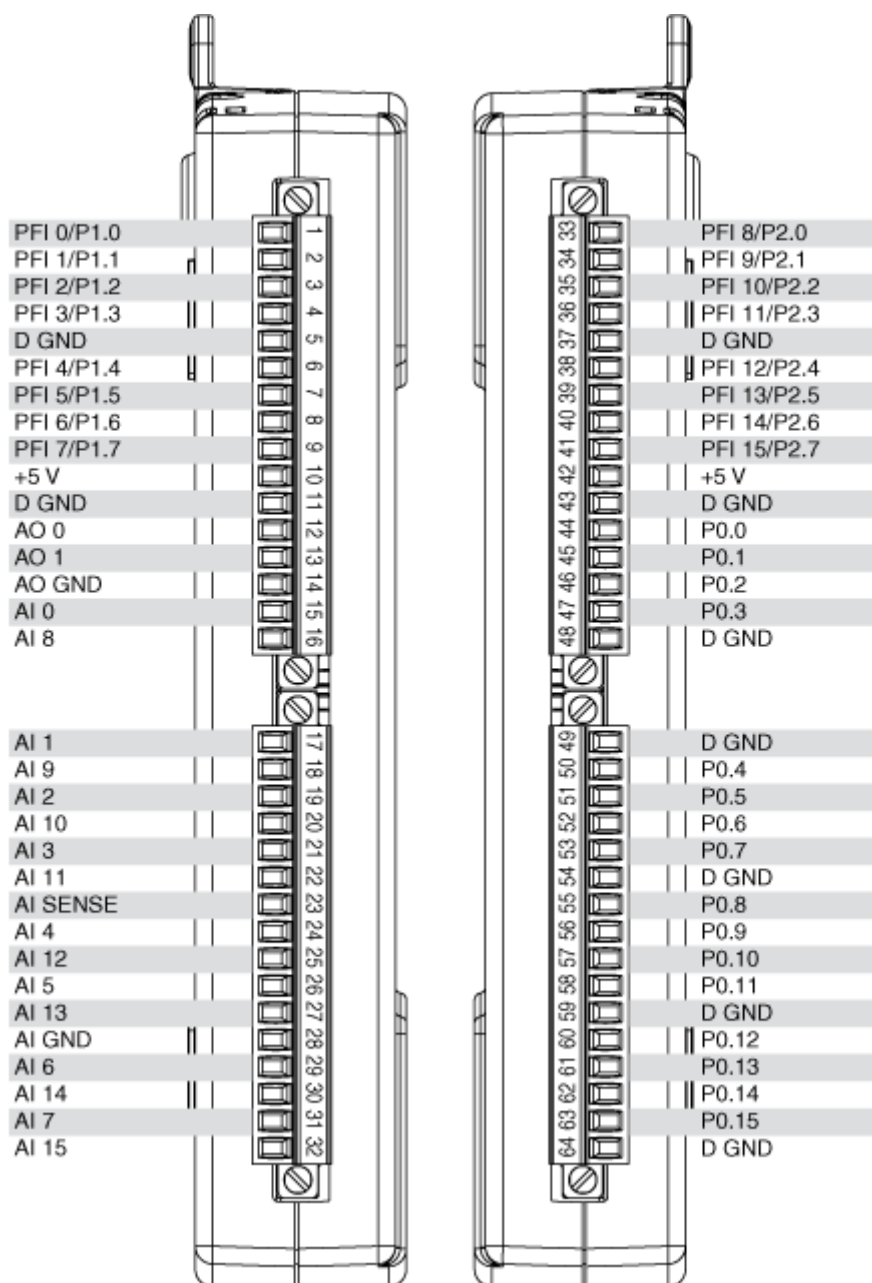 PFI 0/P1.0 1 33 PFI 8/P2.0
PFI 1/P1.1 2 34 PFI 9/P2.1
PFI 2/P1.2 3 35 PFI 10/P2.2
PFI 3/P1.3 4 36 PFI 11/P2.3
D GND 5 37 D GND
PFI 4/P1.4 6 38 PFI 12/P2.4
PFI 5/P1.5 7 39 PFI 13/P2.5
PFI 6/P1.6 8 40 PFI 14/P2.6
PFI 7/P1.7 9 41 PFI 15/P2.7
+5 V 10 42 +5 V
D GND 11 43 D GND
AO 0 12 44 P0.0
AO 1 13 45 P0.1
AO GND 14 46 P0.2
AI 0 15 47 P0.3
AI 8 16 48 D GND
AI 1 17 49 D GND
AI 9 18 50 P0.4
AI 2 19 51 P0.5
AI 10 20 52 P0.6
AI 3 21 53 P0.7
AI 11 22 54 D GND
AI SENSE 23 55 P0.8
AI 4 24 56 P0.9
AI 12 25 57 P0.10
AI 5 26 58 P0.11
AI 13 27 59 D GND
AI GND 28 60 P0.12
AI 6 29 61 P0.13
AI 14 30 62 P0.14
AI 7 31 63 P0.15
AI 15 32 64 D GND